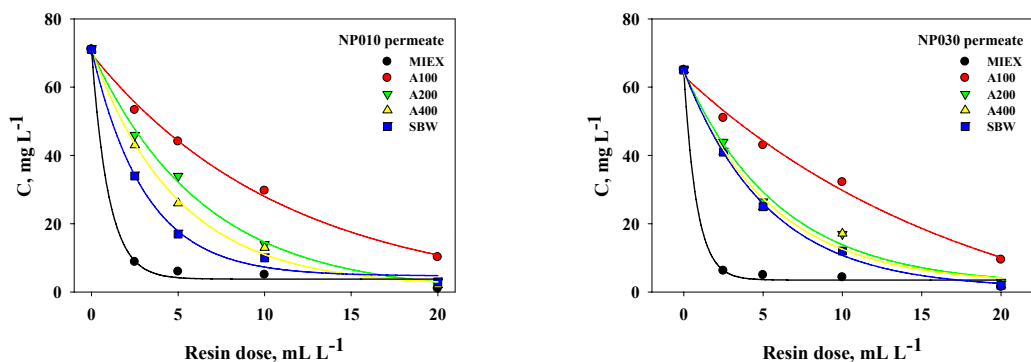 NP010 permeate
MIEX
A100
A200
A400
SBW
80
60
40
20
0
C, mg L-1
0 5 10 15 20
Resin dose, mL L-1
NP030 permeate
MIEX
A100
A200
A400
SBW
80
60
40
20
0
C, mg L-1
0 5 10 15 20
Resin dose, mL L-1